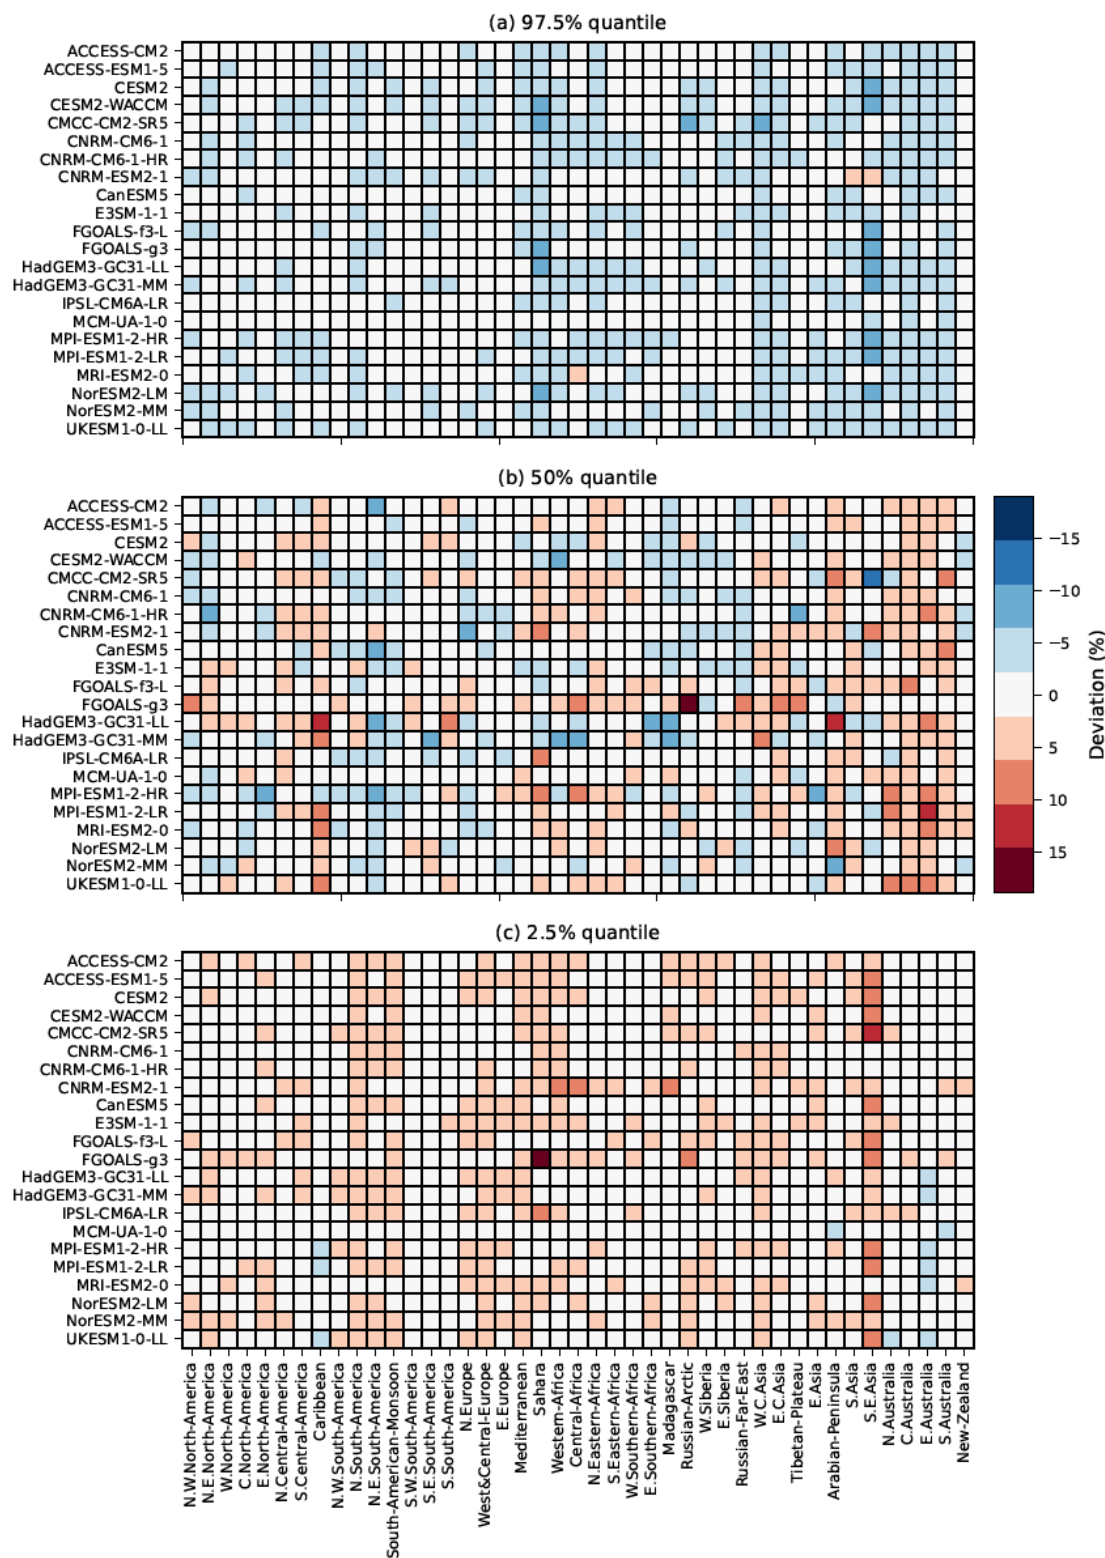 (a) 97.5% quantile
ACCESS-CM2
ACCESS-ESM1-5
CESM2
CESM2-WACCM
CMCC-CM2-SR5
CNRM-CM6-1
CNRM-CM6-1-HR
CNRM-ESM2-1
CanESM5
E3SM-1-1
FGOALS-f3-L
FGOALS-g3
HadGEM3-GC31-LL
HadGEM3-GC31-MM
IPSL-CM6A-LR
MCM-UA-1-0
MPI-ESM1-2-HR
MPI-ESM1-2-LR
MRI-ESM2-0
NorESM2-LM
NorESM2-MM
UKESM1-0-LL
(b) 50% quantile
ACCESS-CM2
ACCESS-ESM1-5
CESM2
CESM2-WACCM
CMCC-CM2-SR5
CNRM-CM6-1
CNRM-CM6-1-HR
CNRM-ESM2-1
CanESM5
E3SM-1-1
FGOALS-f3-L
FGOALS-g3
HadGEM3-GC31-LL
HadGEM3-GC31-MM
IPSL-CM6A-LR
MCM-UA-1-0
MPI-ESM1-2-HR
MPI-ESM1-2-LR
MRI-ESM2-0
NorESM2-LM
NorESM2-MM
UKESM1-0-LL
−15
−10
−5
0
5
10
15
Deviation (%)
(c) 2.5% quantile
ACCESS-CM2
ACCESS-ESM1-5
CESM2
CESM2-WACCM
CMCC-CM2-SR5
CNRM-CM6-1
CNRM-CM6-1-HR
CNRM-ESM2-1
CanESM5
E3SM-1-1
FGOALS-f3-L
FGOALS-g3
HadGEM3-GC31-LL
HadGEM3-GC31-MM
IPSL-CM6A-LR
MCM-UA-1-0
MPI-ESM1-2-HR
MPI-ESM1-2-LR
MRI-ESM2-0
NorESM2-LM
NorESM2-MM
UKESM1-0-LL
N.W.North-America
N.E.North-America
W.North-America
C.North-America
E.North-America
N.Central-America
S.Central-America
Caribbean
N.W.South-America
N.South-America
N.E.South-America
South-American-Monsoon
S.W.South-America
S.E.South-America
S.South-America
N.Europe
West&Central-Europe
E.Europe
Mediterranean
Sahara
Western-Africa
Central-Africa
N.Eastern-Africa
S.Eastern-Africa
W.Southern-Africa
E.Southern-Africa
Madagascar
Russian-Arctic
W.Siberia
E.Siberia
Russian-Far-East
W.C.Asia
E.C.Asia
Tibetan-Plateau
E.Asia
Arabian-Peninsula
S.Asia
S.E.Asia
N.Australia
C.Australia
E.Australia
S.Australia
New-Zealand